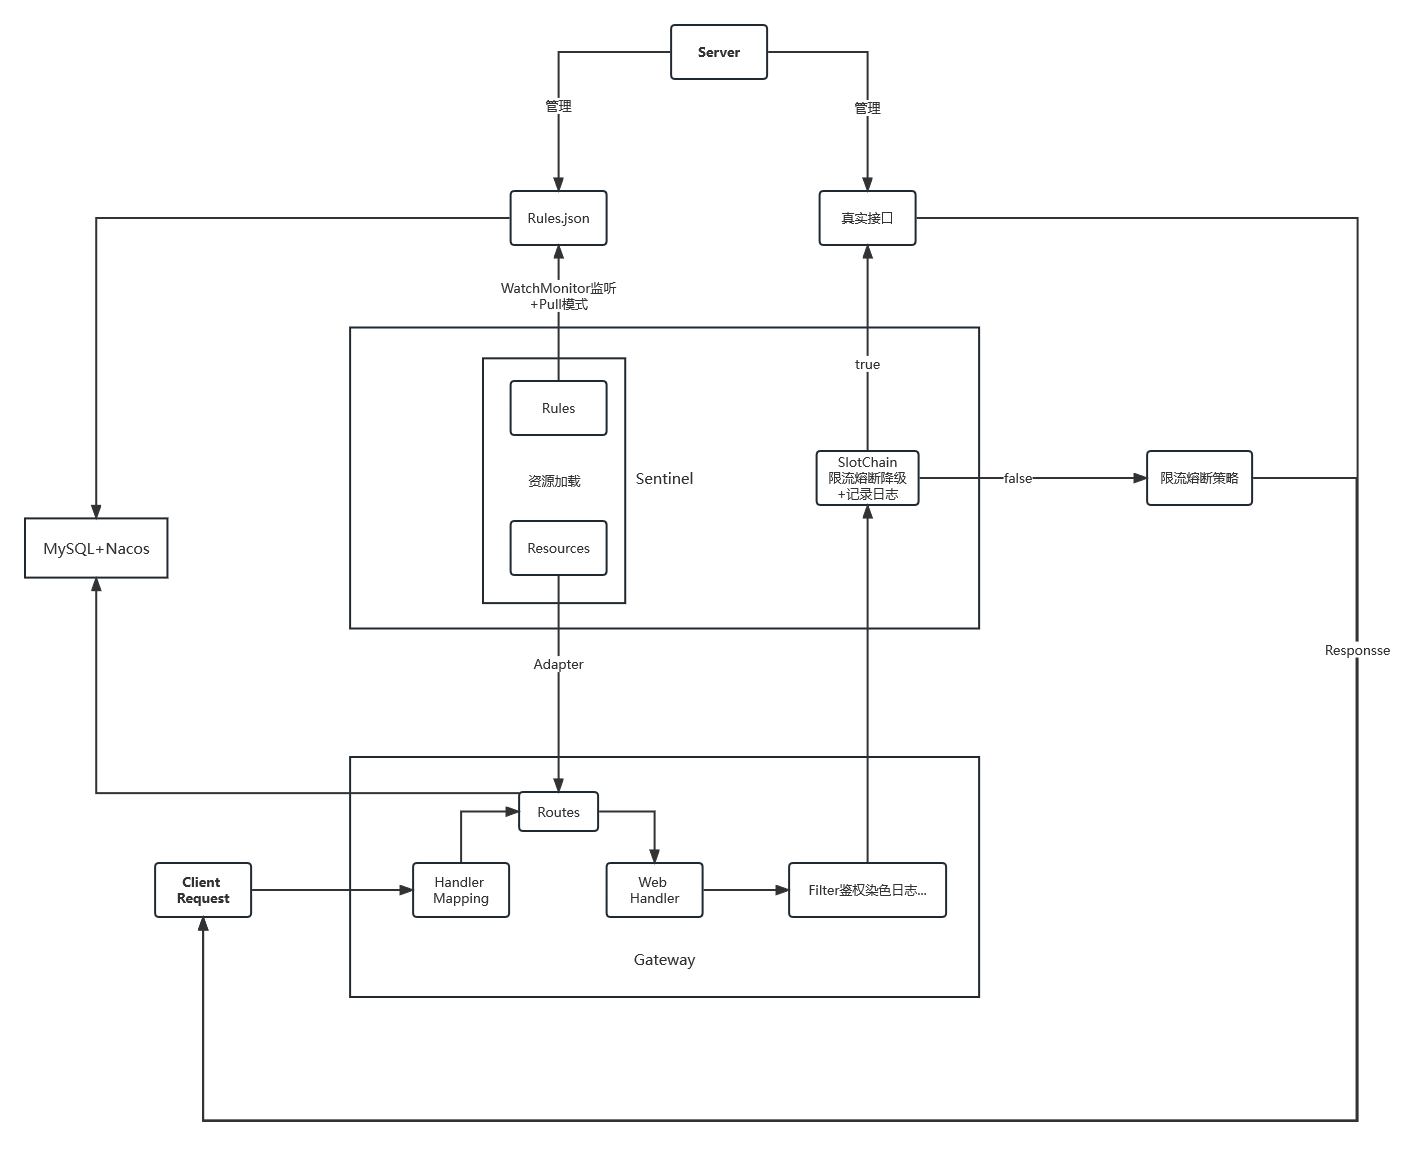 Server
管理
管理
Rules.json
真实接口
WatchMonitor监听
+Pull模式
true
Rules
SlotChain
限流熔断降级
+记录日志
资源加载
Sentinel
false
限流熔断策略
MySQL+Nacos
Resources
Responsse
Adapter
Routes
Client
Request
Handler
Mapping
Web
Handler
Filter鉴权染色日志...
Gateway